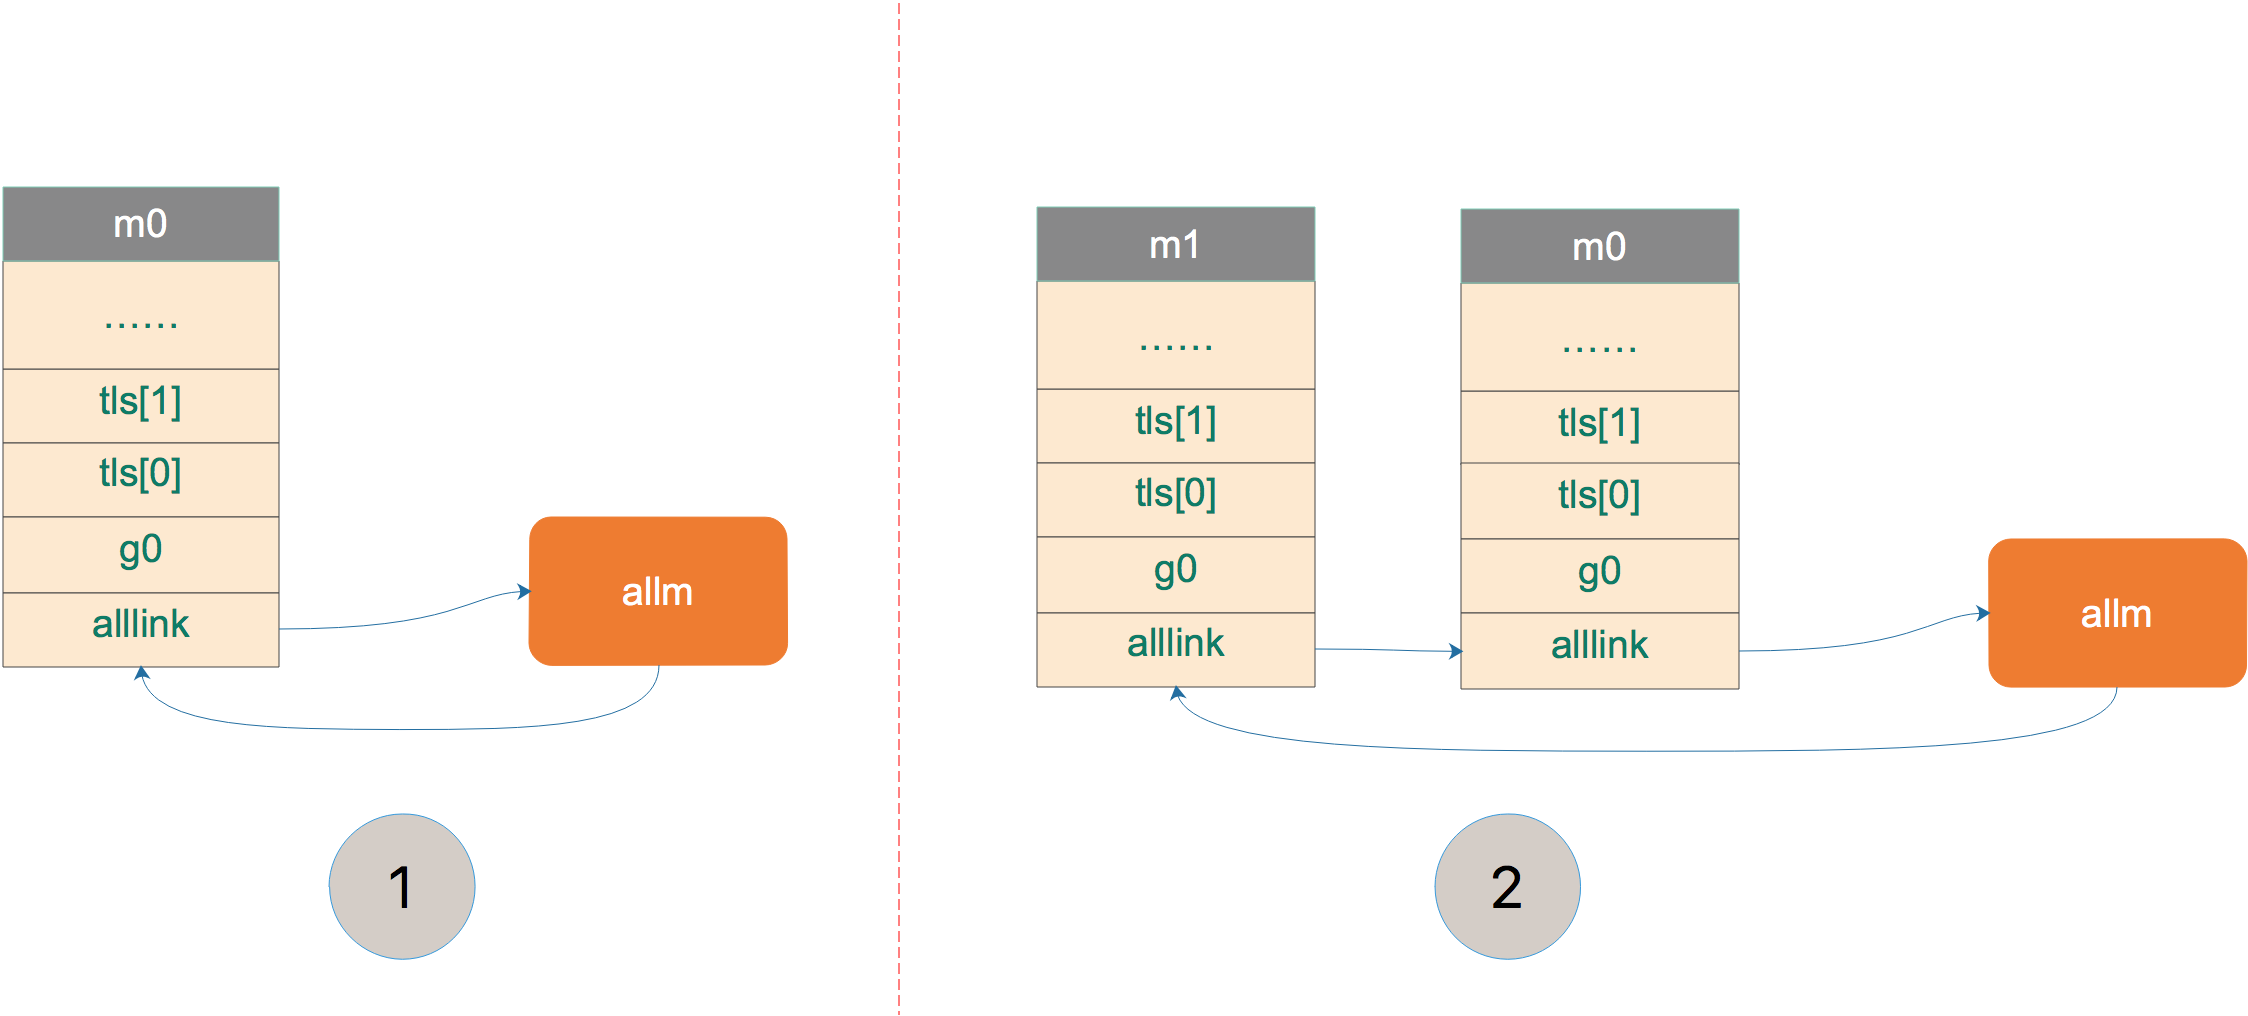 m0
......
tls[1]
tls[0]
g0
alllink
allm
1
m1
......
tls[1]
tls[0]
g0
alllink
m0
......
tls[1]
tls[0]
g0
alllink
allm
2